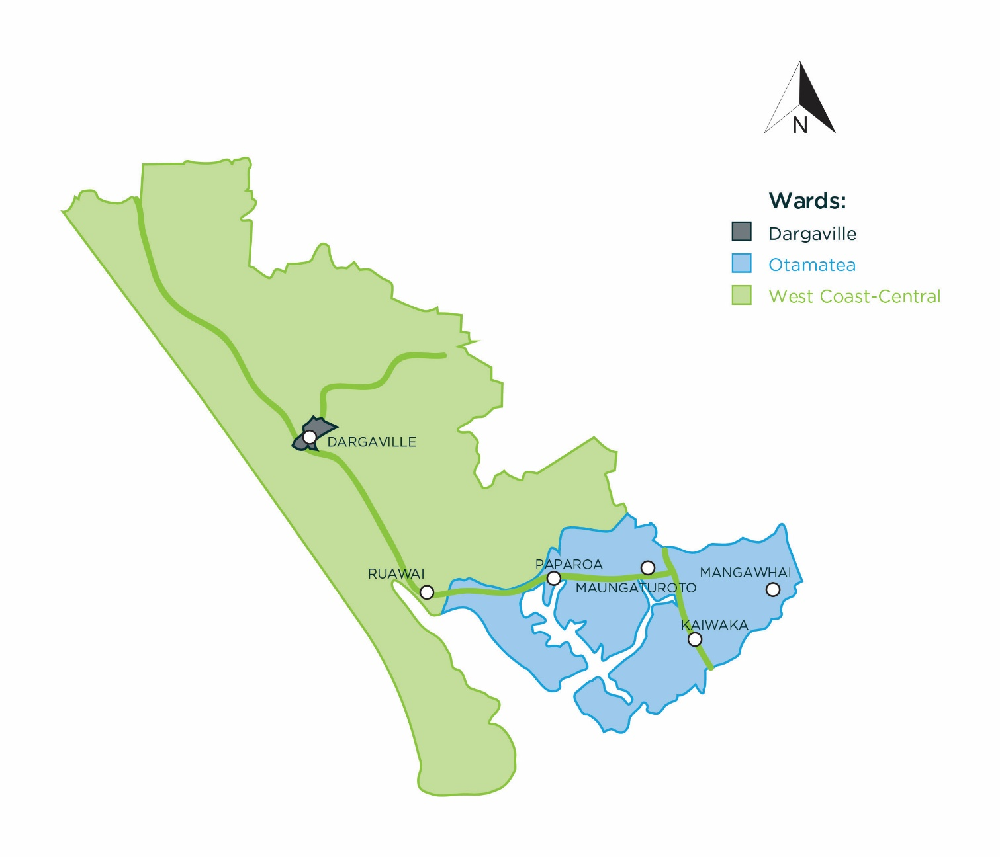 N
Wards:
Dargaville
Otamatea
West Coast-Central
DARGAVILLE
RUAWAI
PAPAROA
MAUNGATUROTO
MANGAWHAI
KAIWAKA